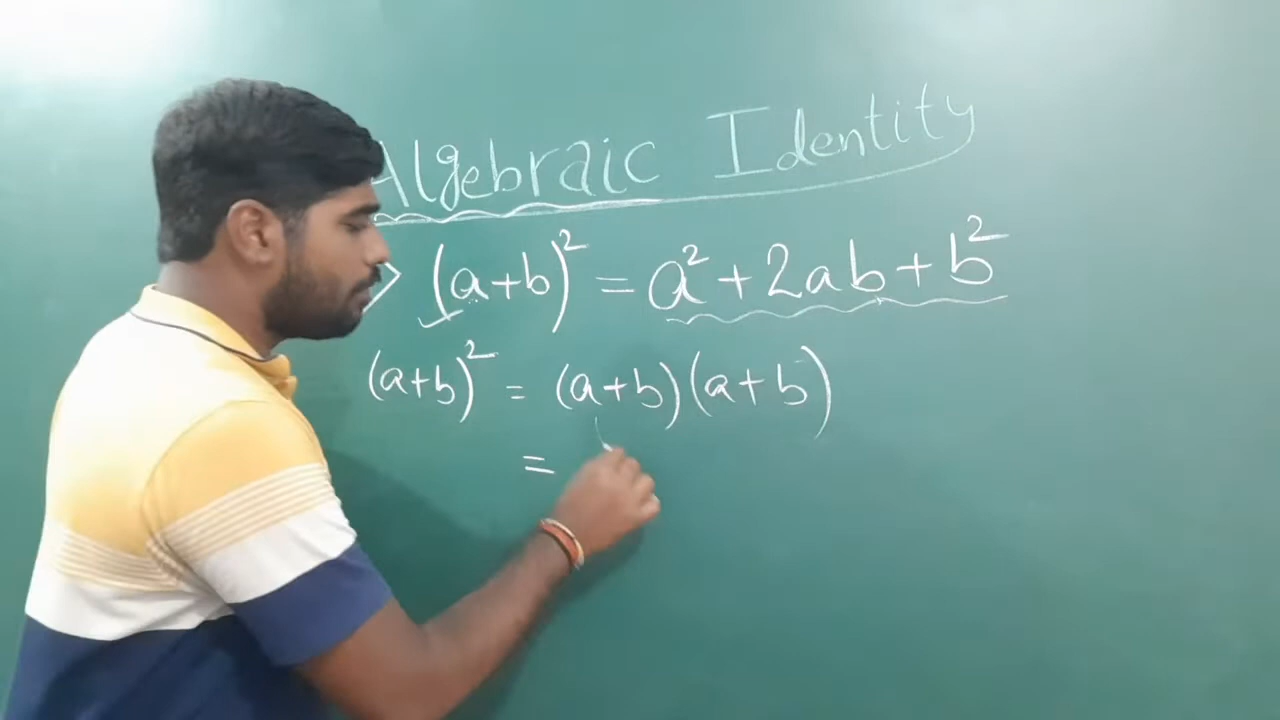 Algebraic Identity
> (a+b)² = a² + 2ab + b²
(a+b)² = (a+b)(a+b)
=